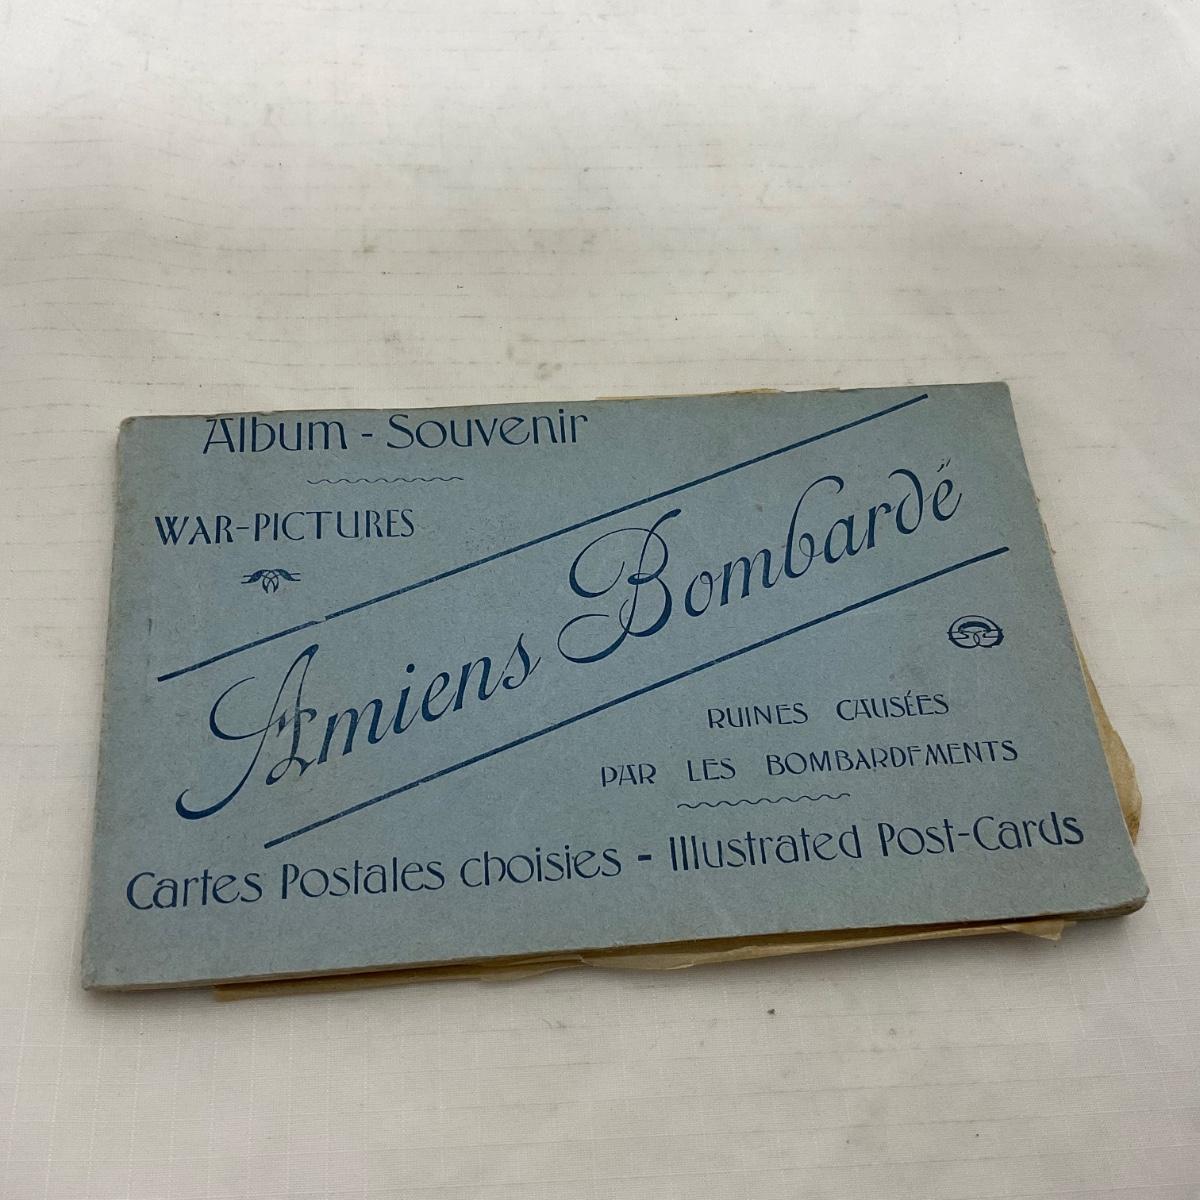 Album - Souvenir
WAR-PICTURES
Amiens Bombardé
RUINES CAUSÉES
PAR LES BOMBARDEMENTS
Cartes Postales choisies - Illustrated Post-Cards